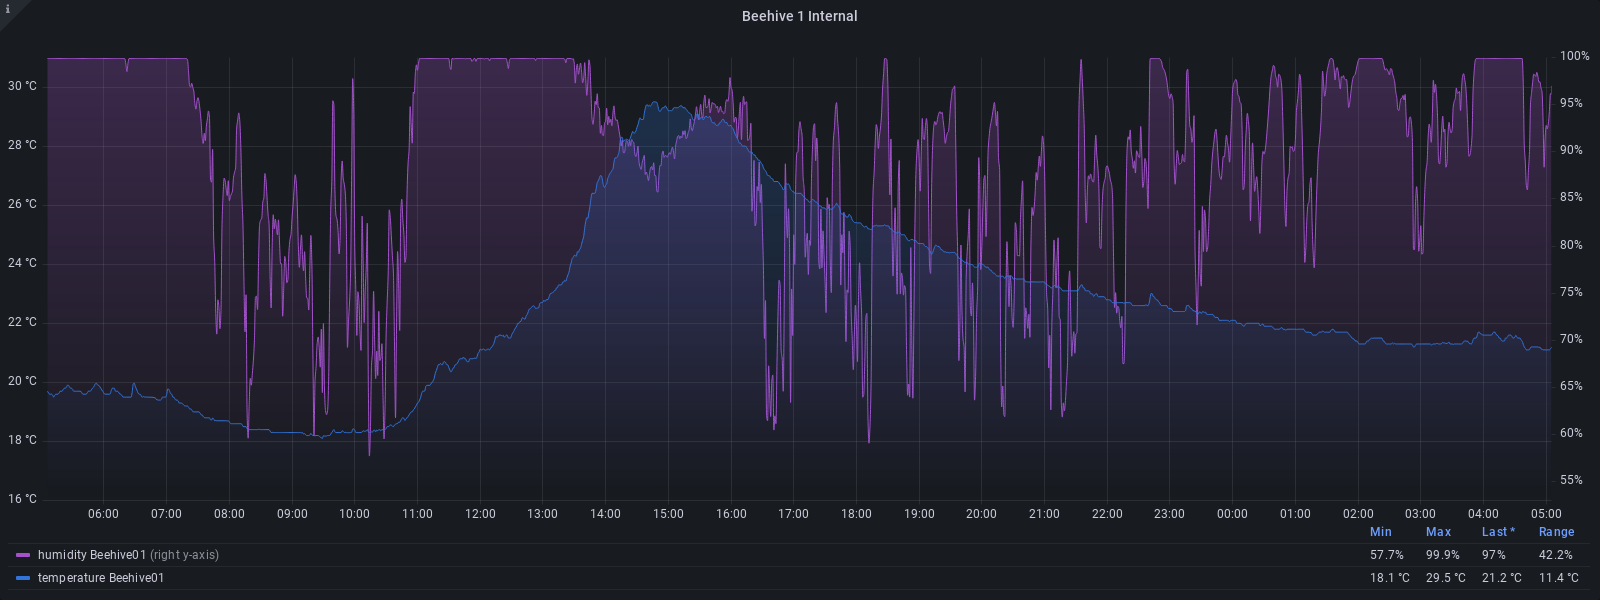 i
Beehive 1 Internal
100%
30 °C
95%
28 °C
90%
26 °C
85%
24 °C
80%
75%
22 °C
70%
20 °C
65%
18 °C
60%
55%
16 °C
06:00 07:00 08:00 09:00 10:00 11:00 12:00 13:00 14:00 15:00 16:00 17:00 18:00 19:00 20:00 21:00 22:00 23:00 00:00 01:00 02:00 03:00 04:00 05:00
Min Max Last * Range
humidity Beehive01 (right y-axis) 57.7% 99.9% 97% 42.2%
temperature Beehive01 18.1 °C 29.5 °C 21.2 °C 11.4 °C